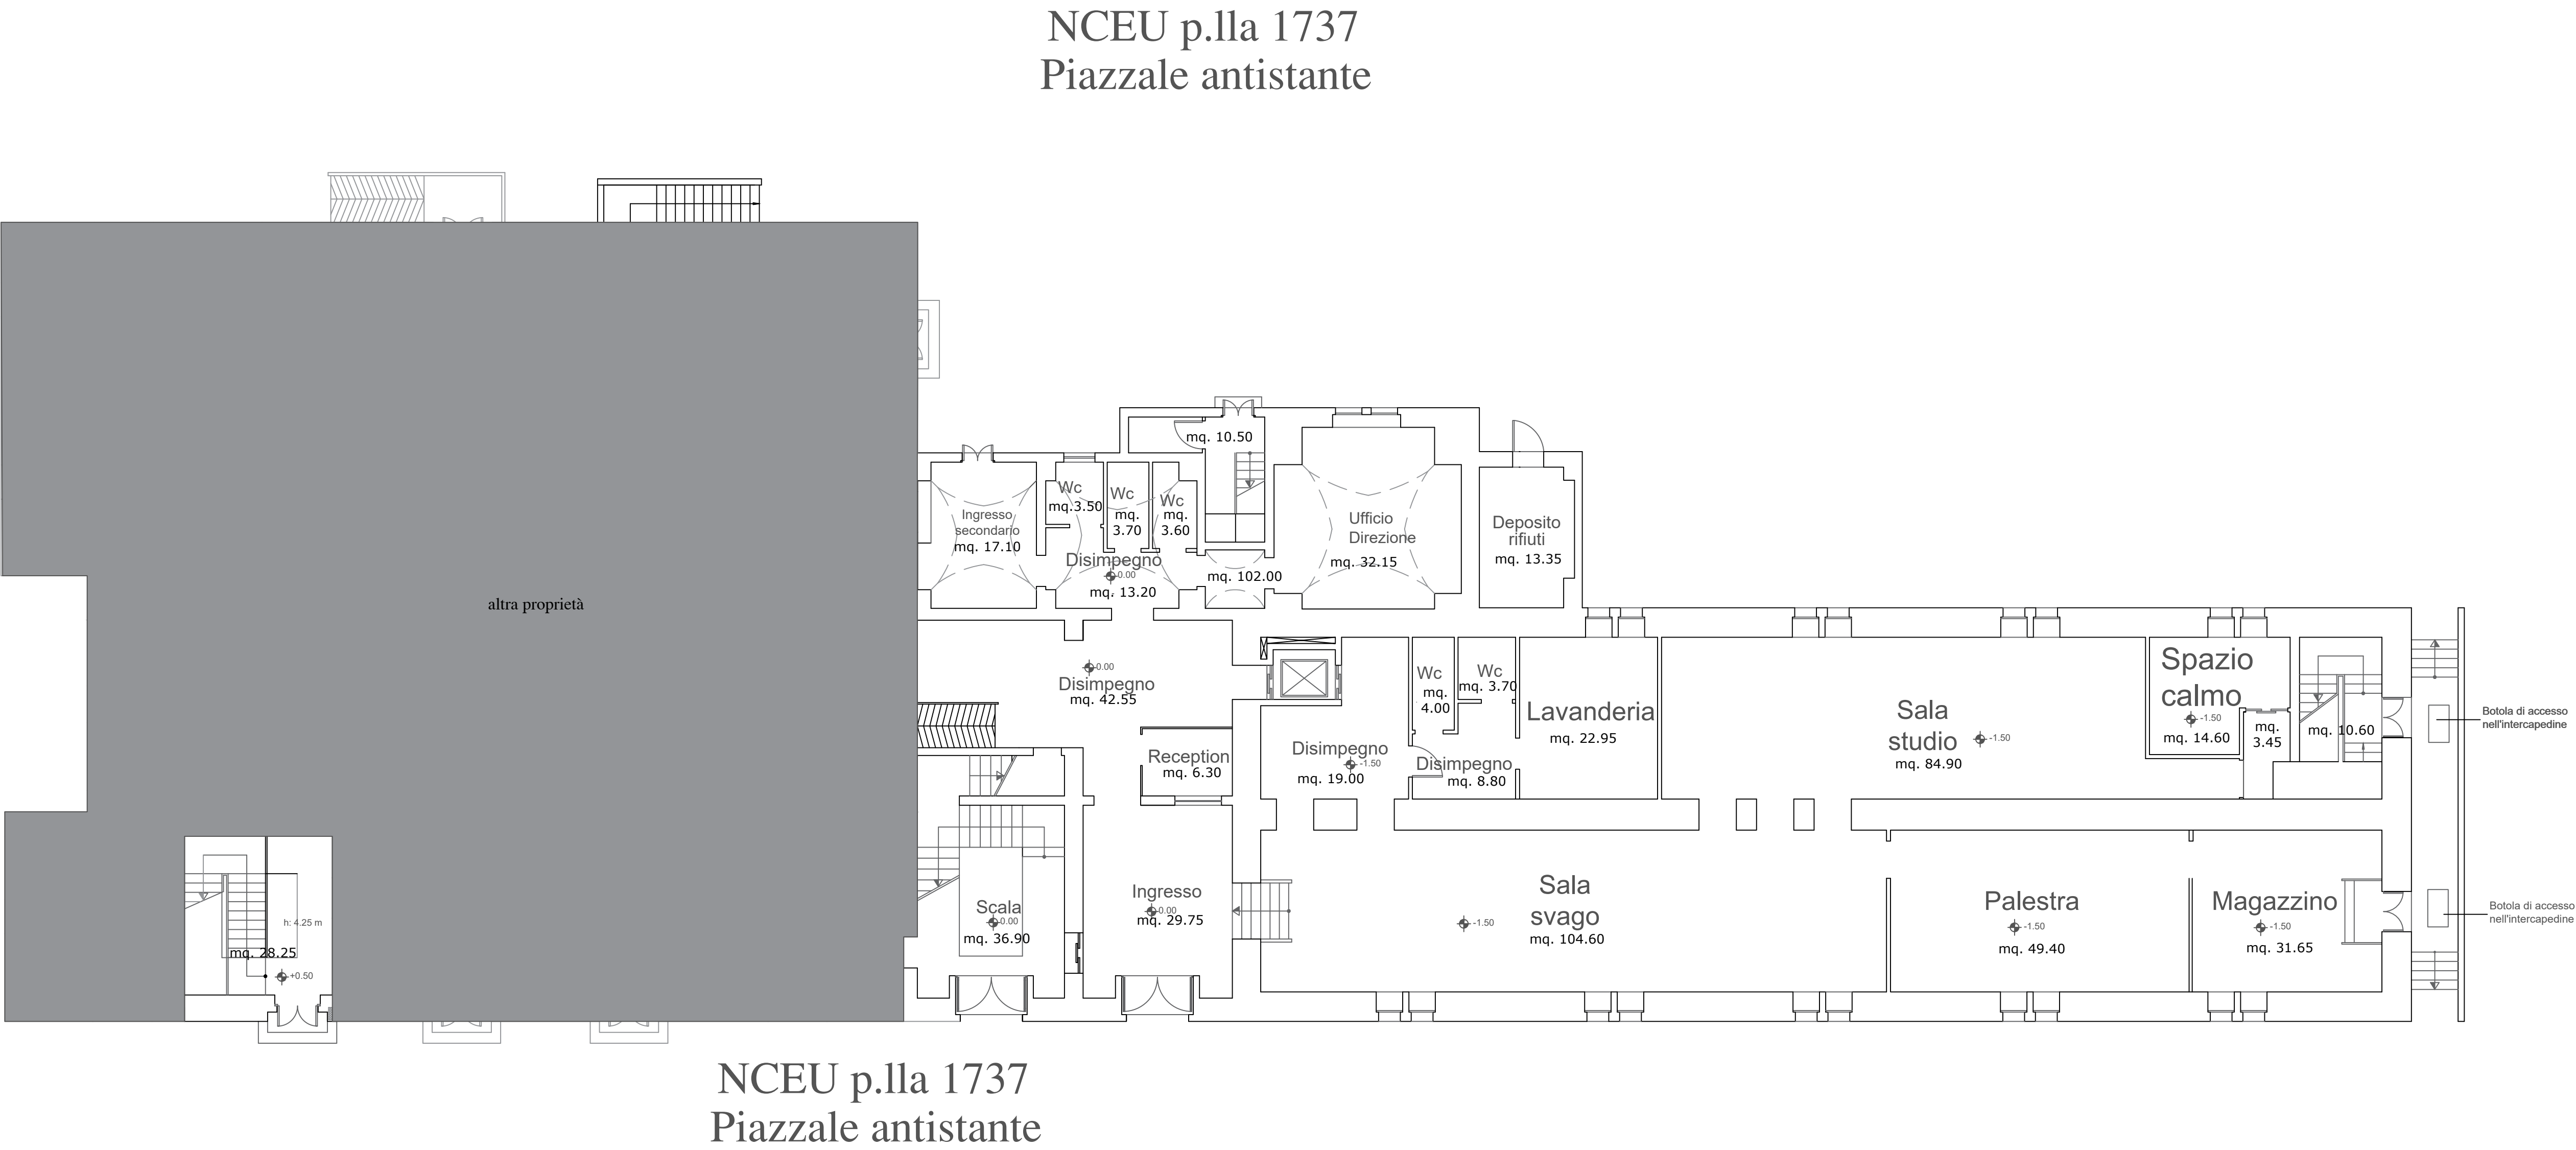 NCEU p.lla 1737
Piazzale antistante
mq. 10.50
Wc
mq.3.50
Wc
mq.
3.70
Wc
mq.
3.60
Ingresso
secondario
mq. 17.10
Ufficio
Direzione
mq. 32.15
Deposito
rifiuti
mq. 13.35
Disimpegno
0.00
mq. 13.20
mq. 102.00
altra proprietà
0.00
Disimpegno
mq. 42.55
Reception
mq. 6.30
Wc
mq.
4.00
Wc
mq. 3.70
Lavanderia
mq. 22.95
Disimpegno
-1.50
mq. 19.00
Disimpegno
mq. 8.80
Sala
studio
-1.50
mq. 84.90
Spazio
calmo
-1.50
mq. 14.60
mq.
3.45
mq. 10.60
Botola di accesso
nell'intercapedine
h: 4.25 m
mq. 28.25
+0.50
Scala
0.00
mq. 36.90
Ingresso
0.00
mq. 29.75
Sala
svago
-1.50
mq. 104.60
Palestra
-1.50
mq. 49.40
Magazzino
-1.50
mq. 31.65
Botola di accesso
nell'intercapedine
NCEU p.lla 1737
Piazzale antistante